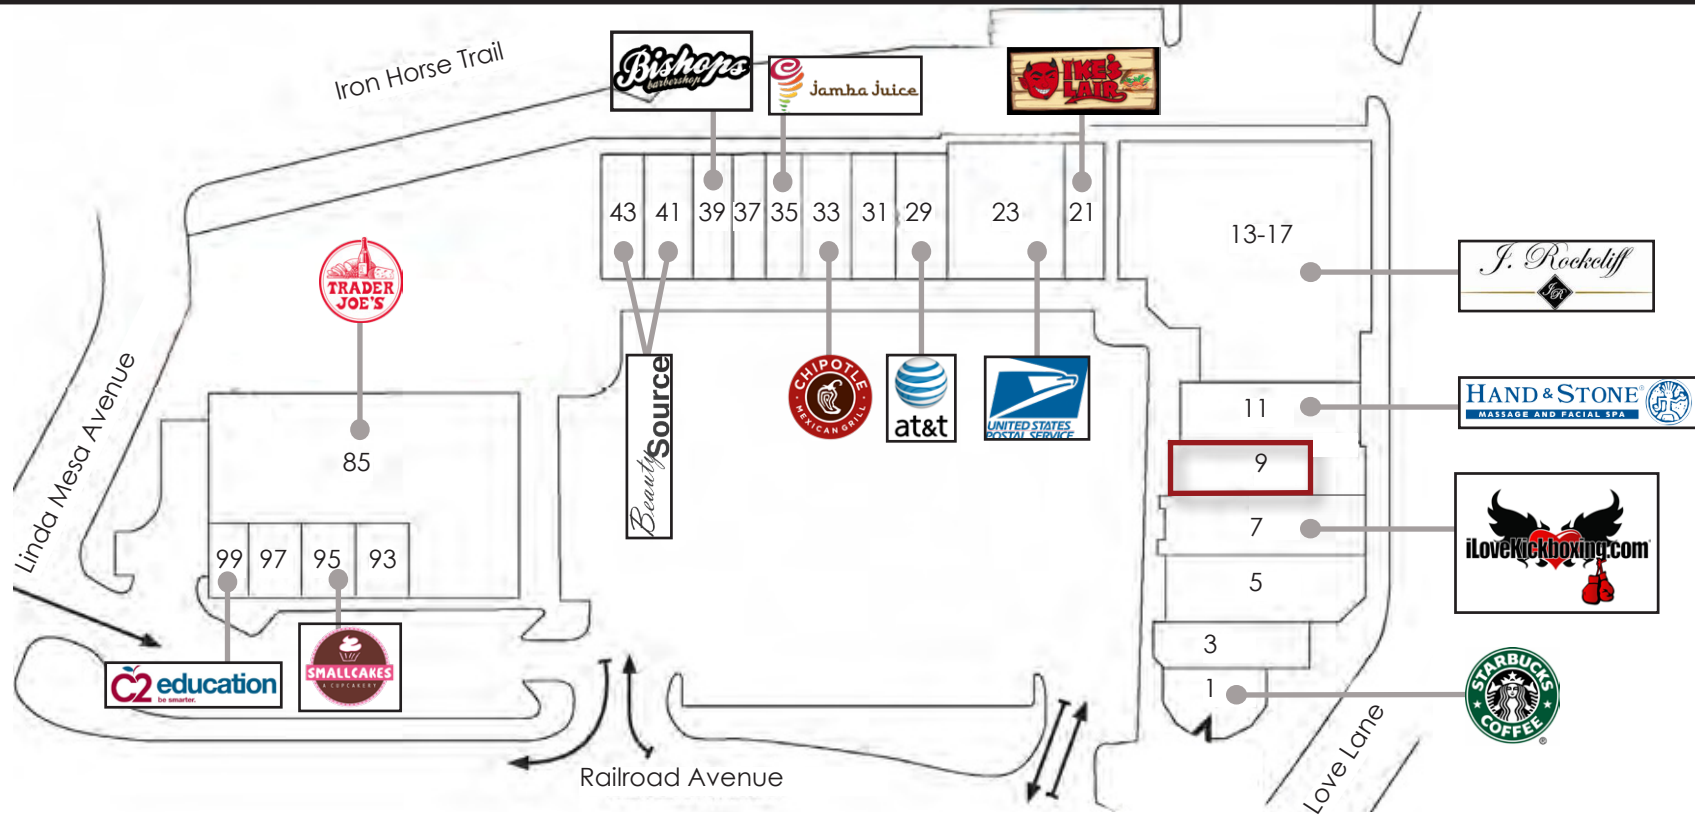 Iron Horse Trail
Bishops
barbershop
Jamba Juice
IKE'S
LAIR
43 41 39 37 35 33 31 29 23 21
13-17
J. Rockcliff
JR
TRADER
JOE'S
Linda Mesa Avenue
Beauty Source
CHIPOTLE
MEXICAN GRILL
at&t
UNITED STATES
POSTAL SERVICE
11
HAND & STONE®
MASSAGE AND FACIAL SPA
9
85
7
iLoveKickboxing.com
99 97 95 93
5
3
1
C2 education
be smarter.
SMALLCAKES
A CUPCAKERY
STARBUCKS
COFFEE
®
Railroad Avenue
Love Lane